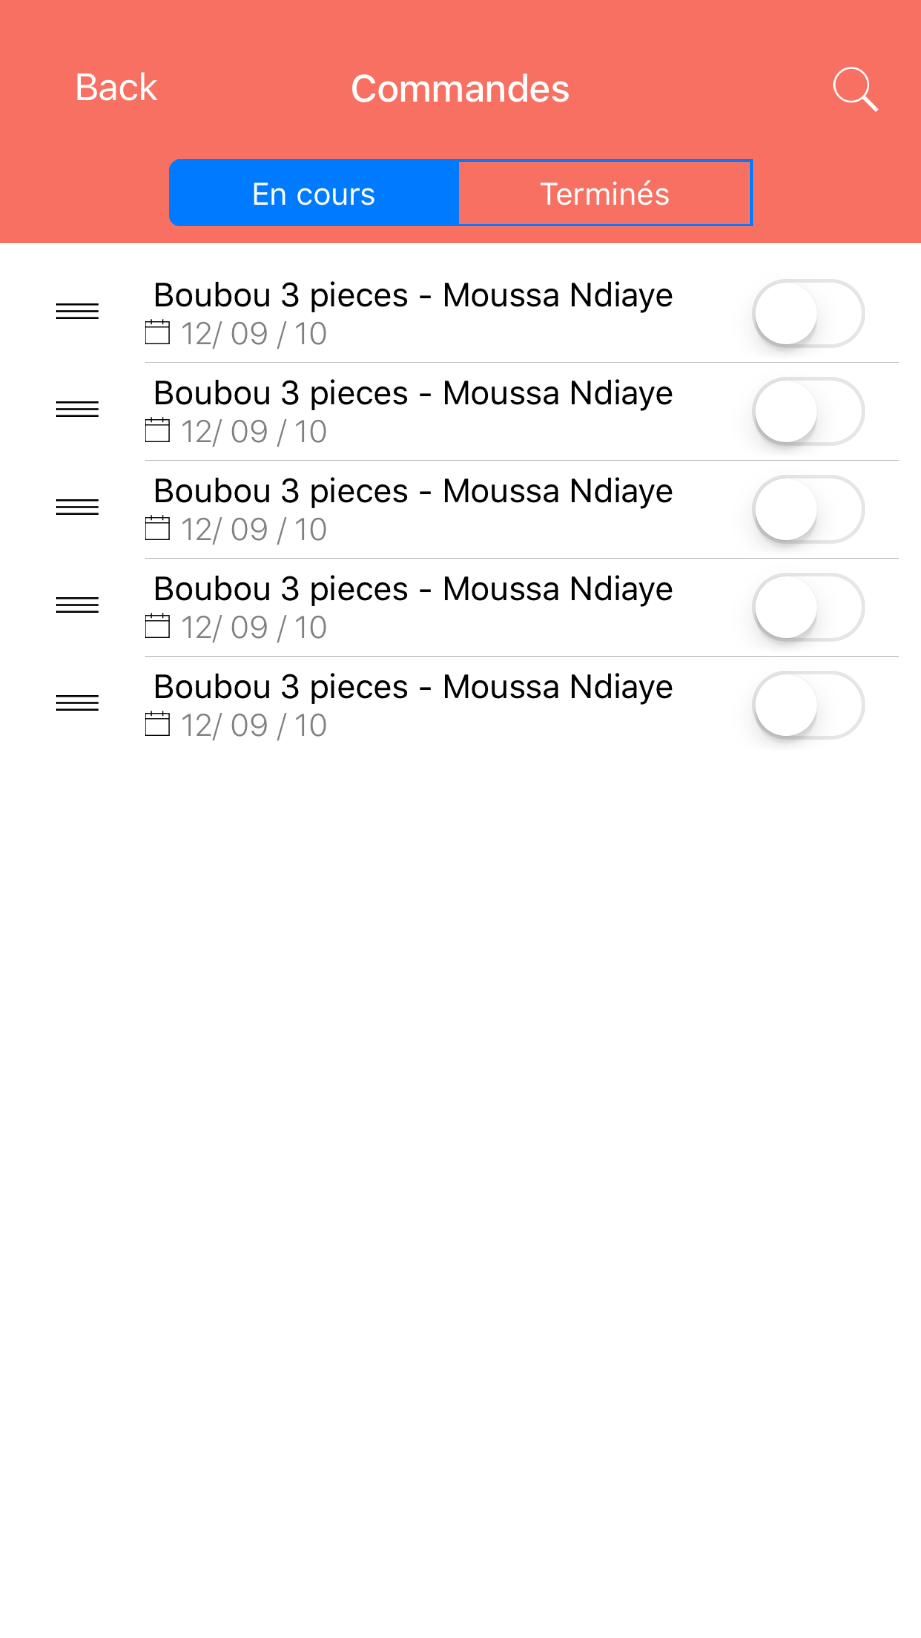 Back
Commandes
En cours
Terminés
Boubou 3 pieces - Moussa Ndiaye
12/ 09 / 10
Boubou 3 pieces - Moussa Ndiaye
12/ 09 / 10
Boubou 3 pieces - Moussa Ndiaye
12/ 09 / 10
Boubou 3 pieces - Moussa Ndiaye
12/ 09 / 10
Boubou 3 pieces - Moussa Ndiaye
12/ 09 / 10